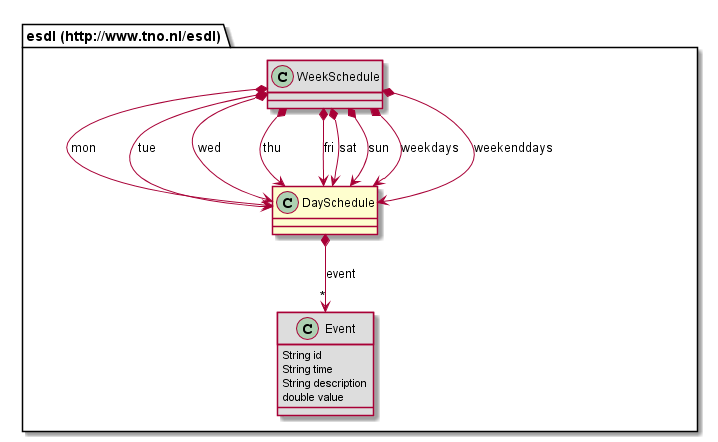 esdl (http://www.tno.nl/esdl)
C WeekSchedule
mon tue wed thu fri sat sun weekdays weekenddays
C DaySchedule
event
*
C Event
String id
String time
String description
double value